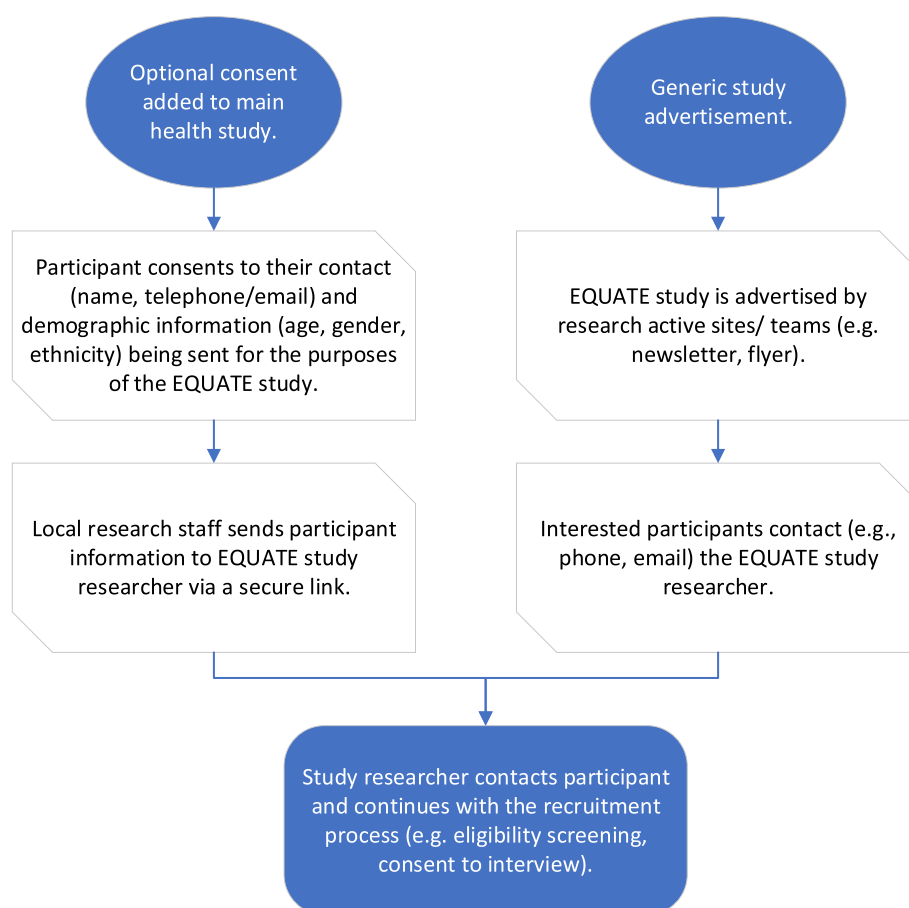 Optional consent
added to main
health study.
Generic study
advertisement.
Participant consents to their contact
(name, telephone/email) and
demographic information (age, gender,
ethnicity) being sent for the purposes
of the EQUATE study.
EQUATE study is advertised by
research active sites/ teams (e.g.
newsletter, flyer).
Local research staff sends participant
information to EQUATE study
researcher via a secure link.
Interested participants contact (e.g.,
phone, email) the EQUATE study
researcher.
Study researcher contacts participant
and continues with the recruitment
process (e.g. eligibility screening,
consent to interview).